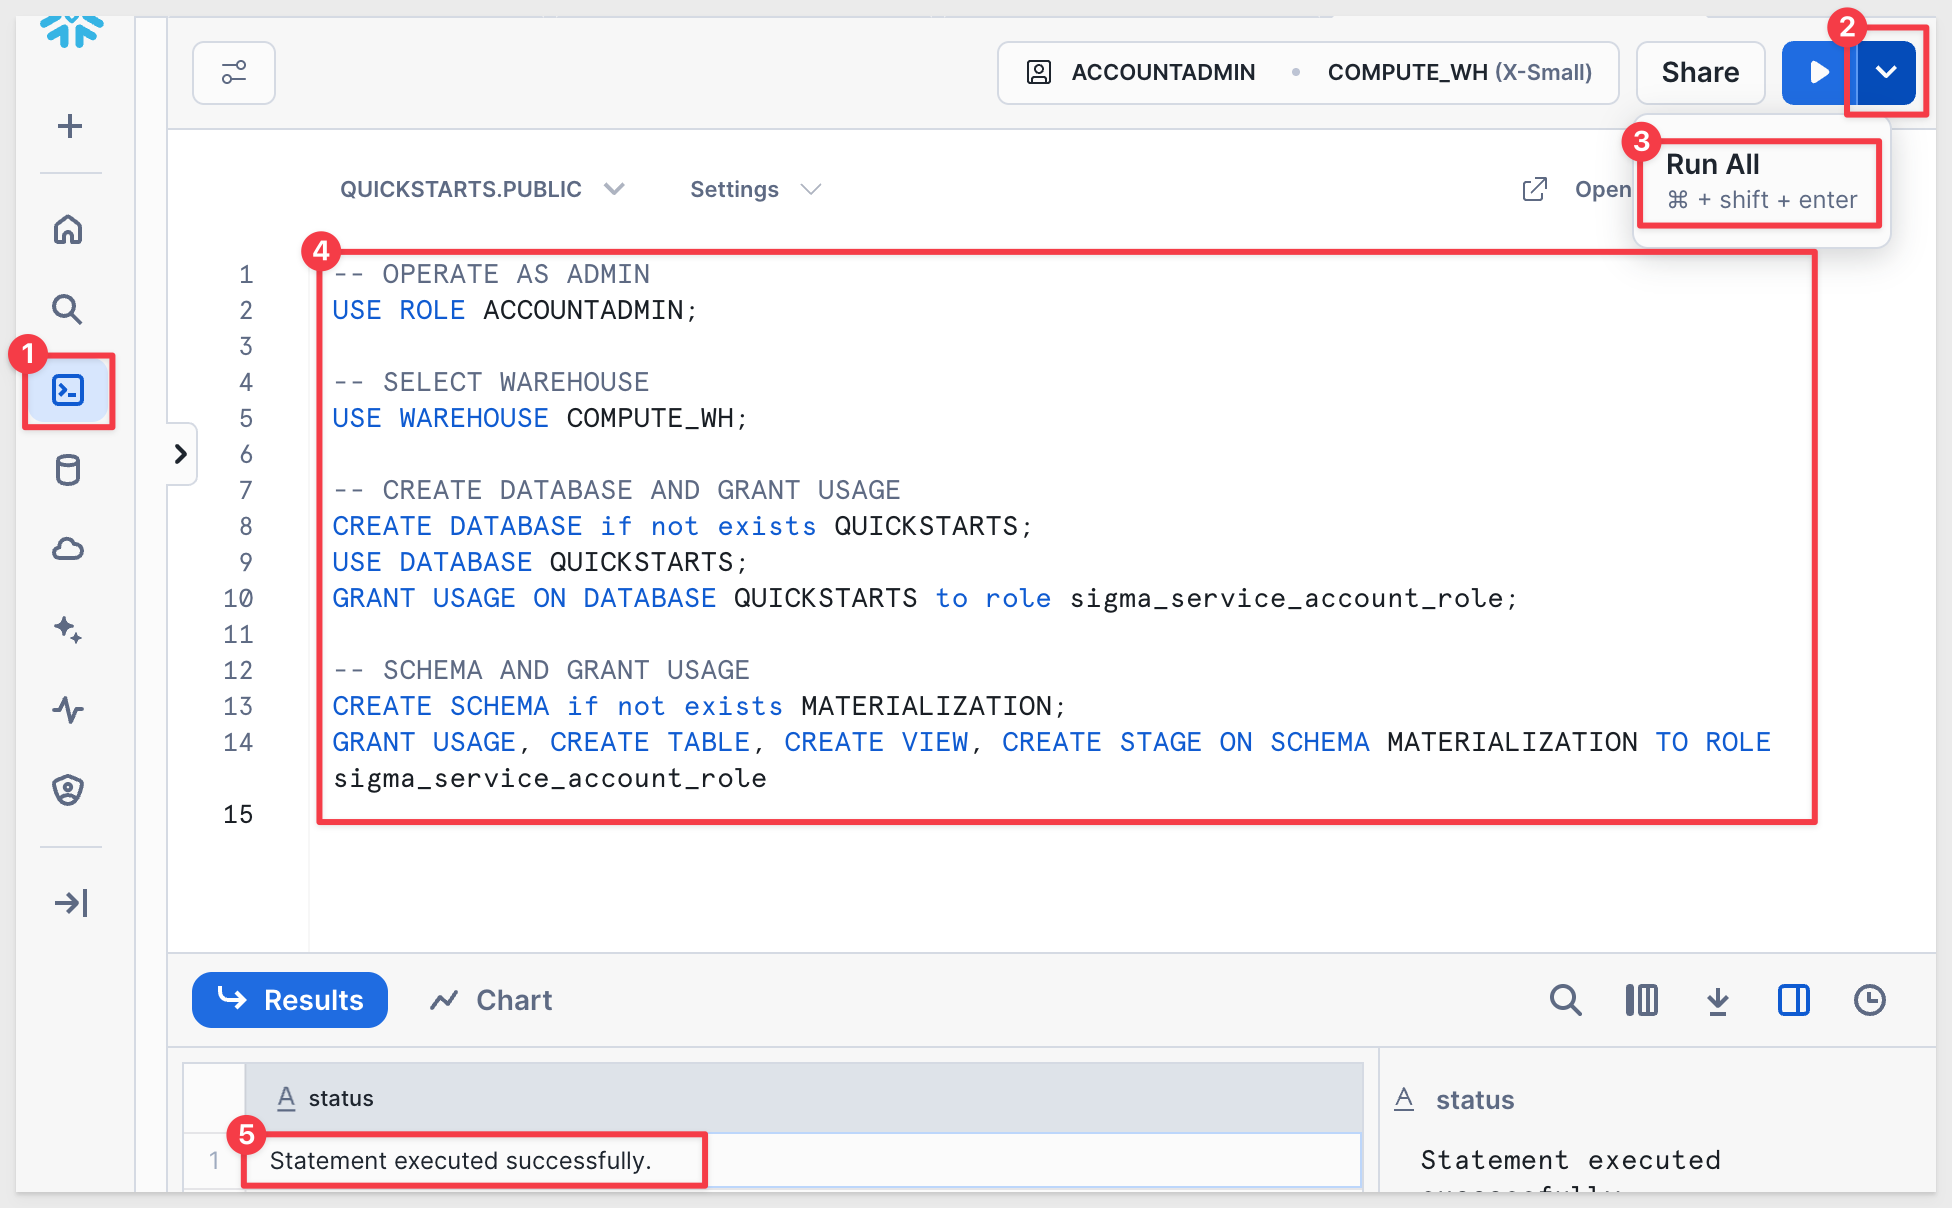 2
ACCOUNTADMIN • COMPUTE_WH (X-Small)
Share
3
Run All
⌘ + shift + enter
QUICKSTARTS.PUBLIC
Settings
Open
1
4
1 -- OPERATE AS ADMIN
2 USE ROLE ACCOUNTADMIN;
3
4 -- SELECT WAREHOUSE
5 USE WAREHOUSE COMPUTE_WH;
6
7 -- CREATE DATABASE AND GRANT USAGE
8 CREATE DATABASE if not exists QUICKSTARTS;
9 USE DATABASE QUICKSTARTS;
10 GRANT USAGE ON DATABASE QUICKSTARTS to role sigma_service_account_role;
11
12 -- SCHEMA AND GRANT USAGE
13 CREATE SCHEMA if not exists MATERIALIZATION;
14 GRANT USAGE, CREATE TABLE, CREATE VIEW, CREATE STAGE ON SCHEMA MATERIALIZATION TO ROLE
sigma_service_account_role
15
Results
Chart
A status
5
1 Statement executed successfully.
A status
Statement executed